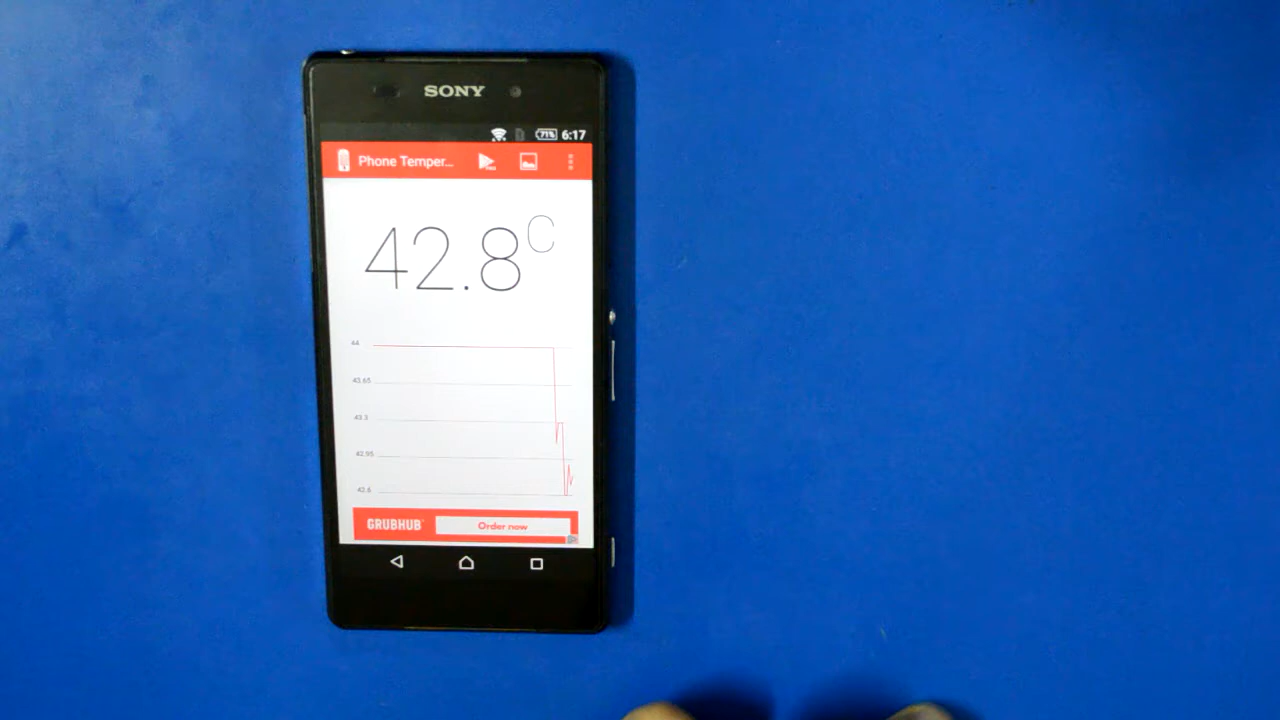 SONY
71% 6:17
Phone Temper...
42.8C
44
43.65
43.3
42.95
42.6
GRUBHUB Order now